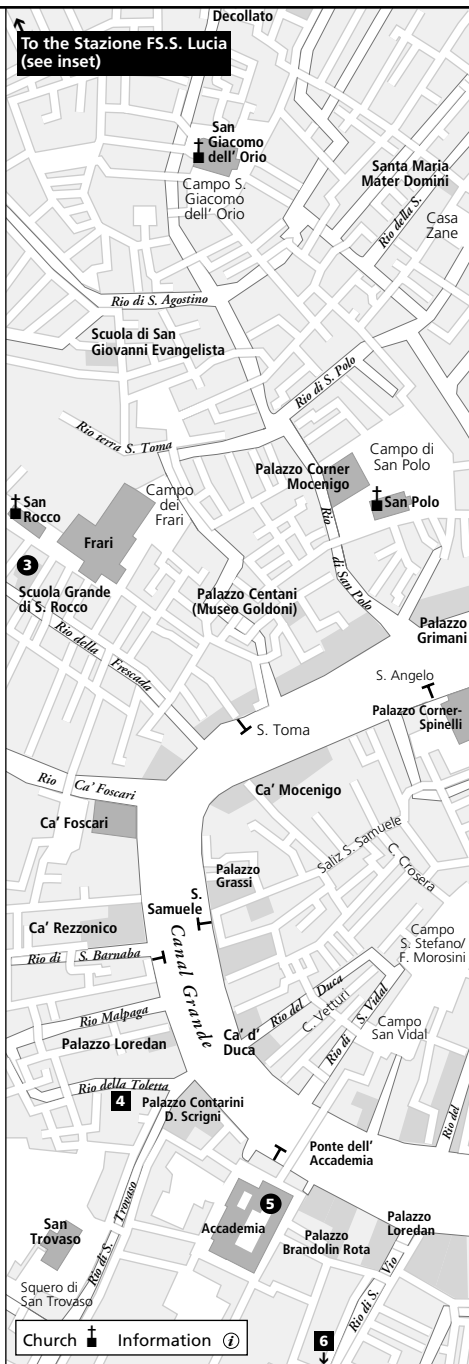 Decollato
To the Stazione FS.S. Lucia
(see inset)
San
Giacomo
dell' Orio
Campo S.
Giacomo
dell' Orio
Santa Maria
Mater Domini
Rio della S.
Casa
Zane
Rio di S. Agostino
Scuola di San
Giovanni Evangelista
Rio di S. Polo
Rio terra S. Toma
Campo di
San Polo
Palazzo Corner
Mocenigo
San Polo
Campo
dei
Frari
San
Rocco
Frari
Rio
di San Polo
3
Scuola Grande
di S. Rocco
Palazzo Centani
(Museo Goldoni)
Palazzo
Grimani
Rio della
Frescada
S. Angelo
Palazzo Corner-
Spinelli
S. Toma
Rio Ca' Foscari
Ca' Mocenigo
Ca' Foscari
Saliz S. Samuele
C. Crosera
Palazzo
Grassi
S.
Samuele
Ca' Rezzonico
Campo
S. Stefano/
F. Morosini
Rio di S. Barnaba
Canal Grande
Rio del Duca
C. Vetturi
Rio di S. Vidal
Rio Malpaga
Campo
San Vidal
Palazzo Loredan
Ca' d'
Duca
Rio della Toletta
4
Palazzo Contarini
D. Scrigni
Rio del
Ponte dell'
Accademia
5
Accademia
San
Trovaso
Rio di S. Trovaso
Palazzo
Brandolin Rota
Palazzo
Loredan
Squero di
San Trovaso
Rio di S. Vio
6
Church Information i